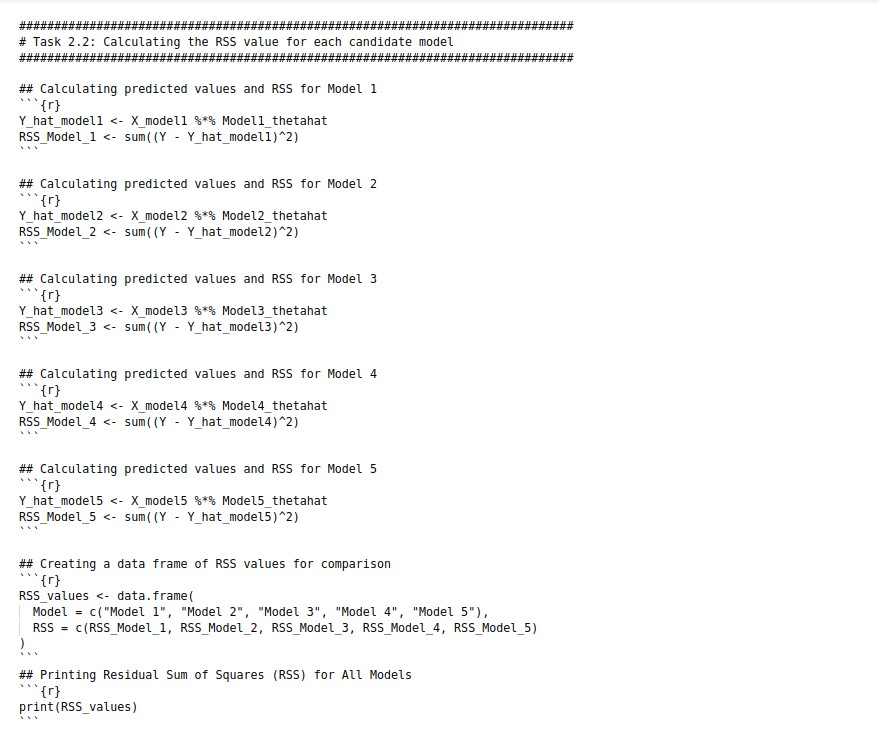 ###############################################################################
# Task 2.2: Calculating the RSS value for each candidate model
###############################################################################
## Calculating predicted values and RSS for Model 1
```{r}
Y_hat_model1 <- X_model1 %*% Model1_thetahat
RSS_Model_1 <- sum((Y - Y_hat_model1)^2)
```
## Calculating predicted values and RSS for Model 2
```{r}
Y_hat_model2 <- X_model2 %*% Model2_thetahat
RSS_Model_2 <- sum((Y - Y_hat_model2)^2)
```
## Calculating predicted values and RSS for Model 3
```{r}
Y_hat_model3 <- X_model3 %*% Model3_thetahat
RSS_Model_3 <- sum((Y - Y_hat_model3)^2)
```
## Calculating predicted values and RSS for Model 4
```{r}
Y_hat_model4 <- X_model4 %*% Model4_thetahat
RSS_Model_4 <- sum((Y - Y_hat_model4)^2)
```
## Calculating predicted values and RSS for Model 5
```{r}
Y_hat_model5 <- X_model5 %*% Model5_thetahat
RSS_Model_5 <- sum((Y - Y_hat_model5)^2)
```
## Creating a data frame of RSS values for comparison
```{r}
RSS_values <- data.frame(
  Model = c("Model 1", "Model 2", "Model 3", "Model 4", "Model 5"),
  RSS = c(RSS_Model_1, RSS_Model_2, RSS_Model_3, RSS_Model_4, RSS_Model_5)
)
```
## Printing Residual Sum of Squares (RSS) for All Models
```{r}
print(RSS_values)
```